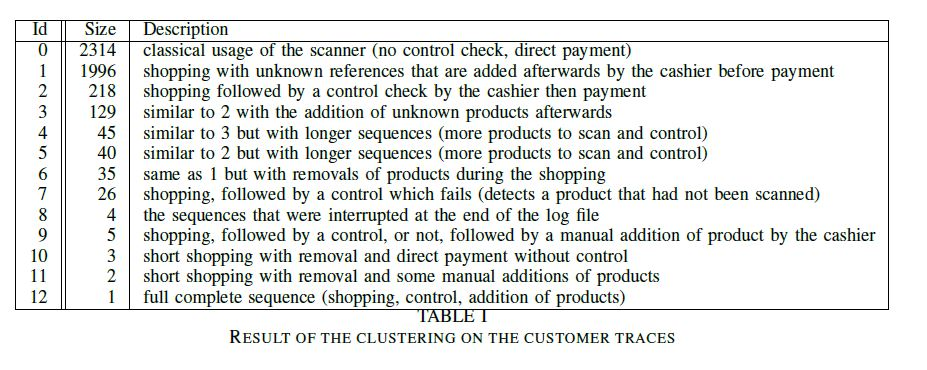 Id Size Description
0 2314 classical usage of the scanner (no control check, direct payment)
1 1996 shopping with unknown references that are added afterwards by the cashier before payment
2 218 shopping followed by a control check by the cashier then payment
3 129 similar to 2 with the addition of unknown products afterwards
4 45 similar to 3 but with longer sequences (more products to scan and control)
5 40 similar to 2 but with longer sequences (more products to scan and control)
6 35 same as 1 but with removals of products during the shopping
7 26 shopping, followed by a control which fails (detects a product that had not been scanned)
8 4 the sequences that were interrupted at the end of the log file
9 5 shopping, followed by a control, or not, followed by a manual addition of product by the cashier
10 3 short shopping with removal and direct payment without control
11 2 short shopping with removal and some manual additions of products
12 1 full complete sequence (shopping, control, addition of products)
TABLE I
RESULT OF THE CLUSTERING ON THE CUSTOMER TRACES